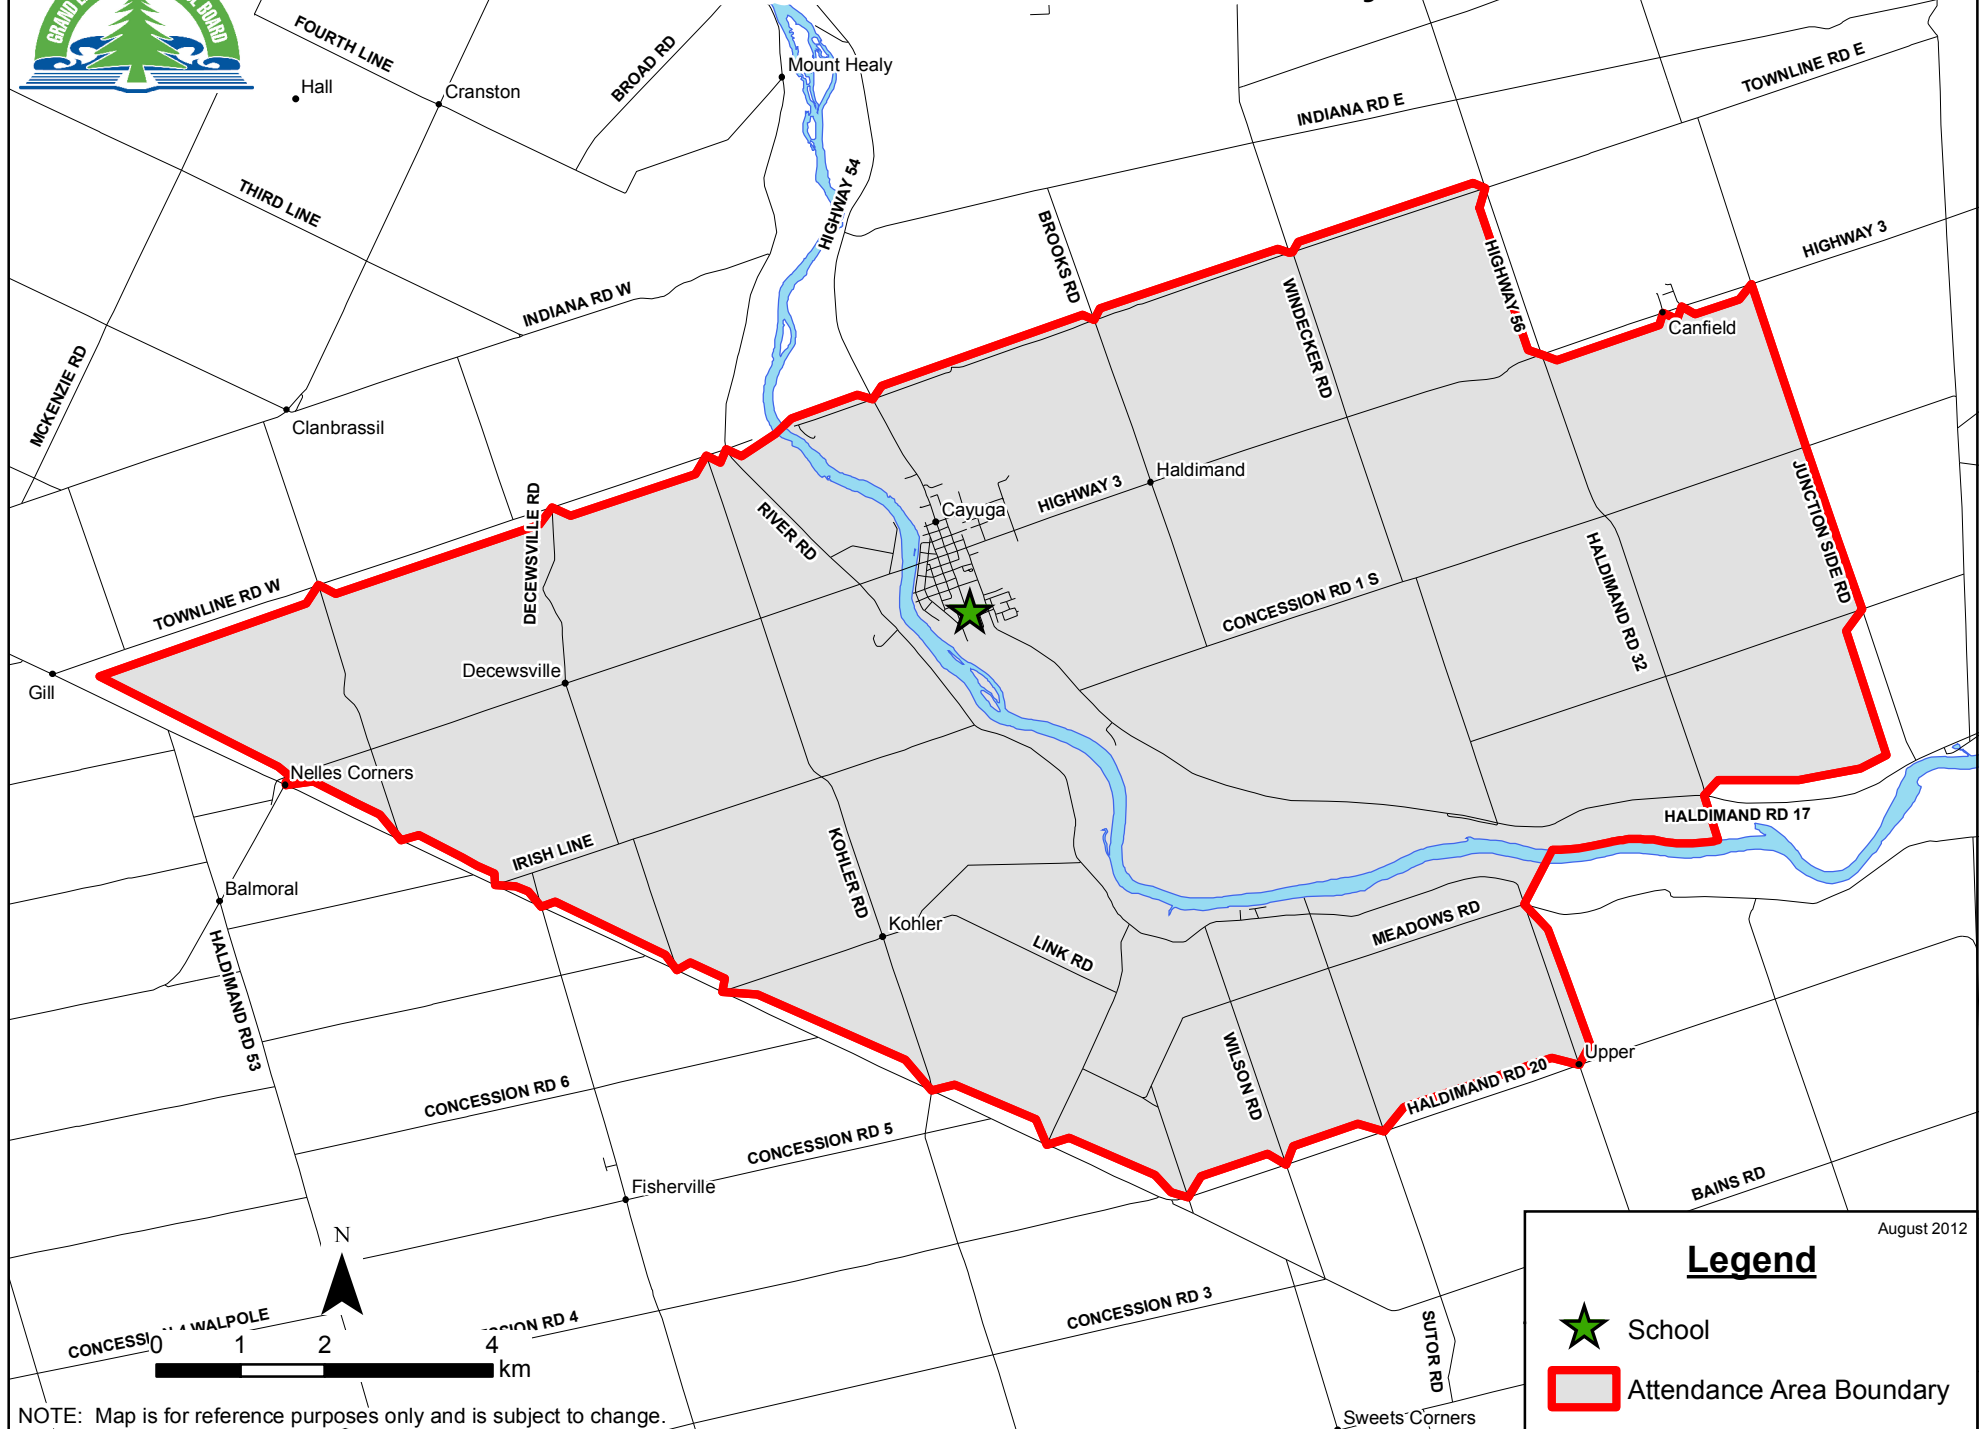 GRAND
BOARD
FOURTH LINE
BROAD RD
Mount Healy
Hall
Cranston
TOWNLINE RD E
INDIANA RD E
HIGHWAY 54
THIRD LINE
BROOKS RD
HIGHWAY 3
HIGHWAY 56
INDIANA RD W
WINDECKER RD
Canfield
MCKENZIE RD
Clanbrassil
Haldimand
HIGHWAY 3
Cayuga
RIVER RD
DECEWSVILLE RD
JUNCTION SIDE RD
HALDIMAND RD 32
CONCESSION RD 1 S
TOWNLINE RD W
Decewsville
Gill
Nelles Corners
HALDIMAND RD 17
IRISH LINE
KOHLER RD
Balmoral
Kohler
MEADOWS RD
LINK RD
HALDIMAND RD 53
WILSON RD
Upper
HALDIMAND RD 20
CONCESSION RD 6
CONCESSION RD 5
Fisherville
BAINS RD
N
CONCESSION RD 3
SUTOR RD
4 WALPOLE
RD 4
0 1 2 4
km
NOTE: Map is for reference purposes only and is subject to change.
Sweets Corners
August 2012
Legend
School
Attendance Area Boundary